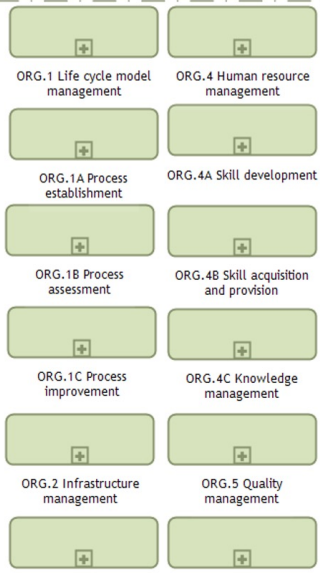 ORG.1 Life cycle model
management
ORG.4 Human resource
management
ORG.1A Process
establishment
ORG.4A Skill development
ORG.1B Process
assessment
ORG.4B Skill acquisition
and provision
ORG.1C Process
improvement
ORG.4C Knowledge
management
ORG.2 Infrastructure
management
ORG.5 Quality
management